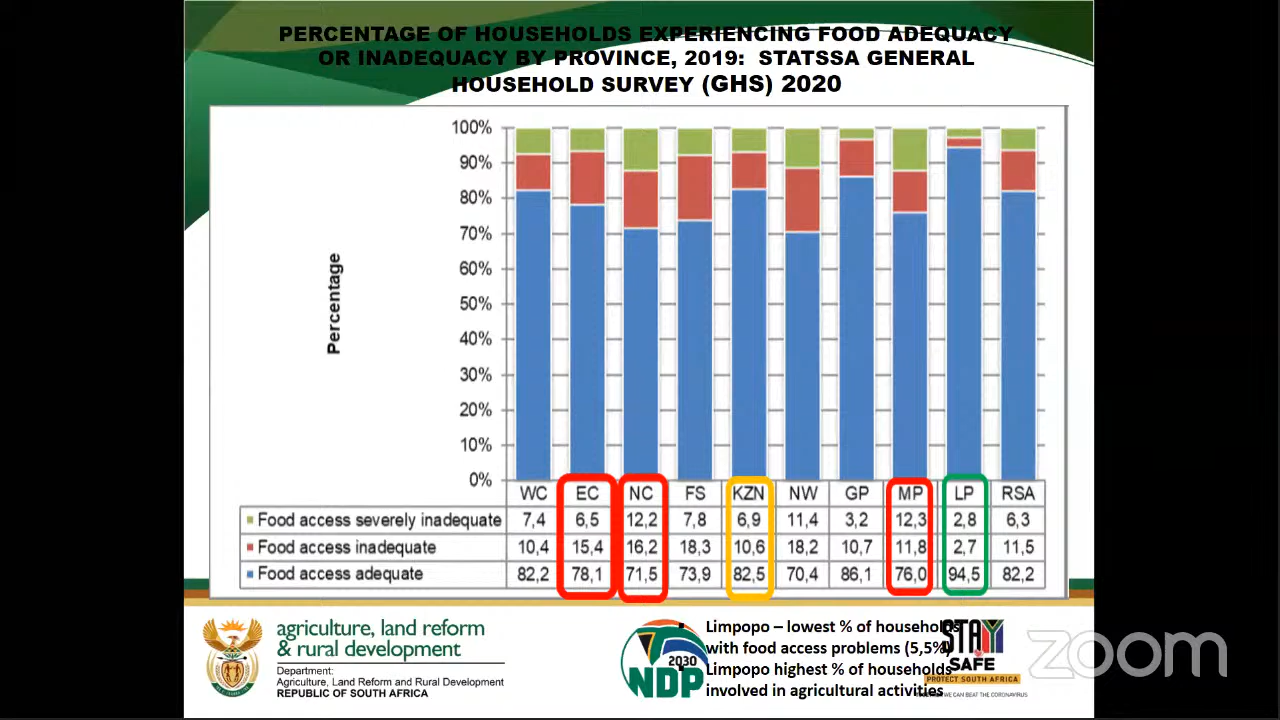 PERCENTAGE OF HOUSEHOLDS EXPERIENCING FOOD ADEQUACY
OR INADEQUACY BY PROVINCE, 2019: STATSSA GENERAL
HOUSEHOLD SURVEY (GHS) 2020
Percentage
100%
90%
80%
70%
60%
50%
40%
30%
20%
10%
0%
WC EC NC FS KZN NW GP MP LP RSA
Food access severely inadequate 7,4 6,5 12,2 7,8 6,9 11,4 3,2 12,3 2,8 6,3
Food access inadequate 10,4 15,4 16,2 18,3 10,6 18,2 10,7 11,8 2,7 11,5
Food access adequate 82,2 78,1 71,5 73,9 82,5 70,4 86,1 76,0 94,5 82,2
agriculture, land reform
& rural development
Department:
Agriculture, Land Reform and Rural Development
REPUBLIC OF SOUTH AFRICA
2030
NDP
Limpopo – lowest % of households
with food access problems (5,5%)
Limpopo highest % of households
involved in agricultural activities
STAY
SAFE
PROTECT SOUTH AFRICA
TOGETHER WE CAN BEAT THE CORONAVIRUS
zoom